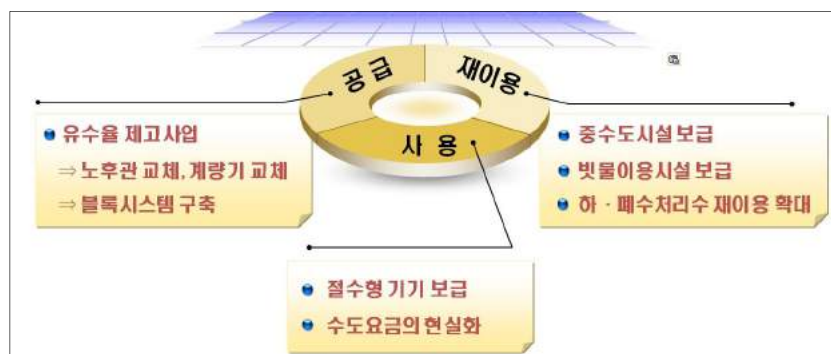 공급
재이용
사 용
유수율 제고사업
⇒ 노후관 교체, 계량기 교체
⇒ 블록시스템 구축
중수도시설 보급
빗물이용시설 보급
하 · 폐수처리수 재이용 확대
절수형 기기 보급
수도요금의 현실화